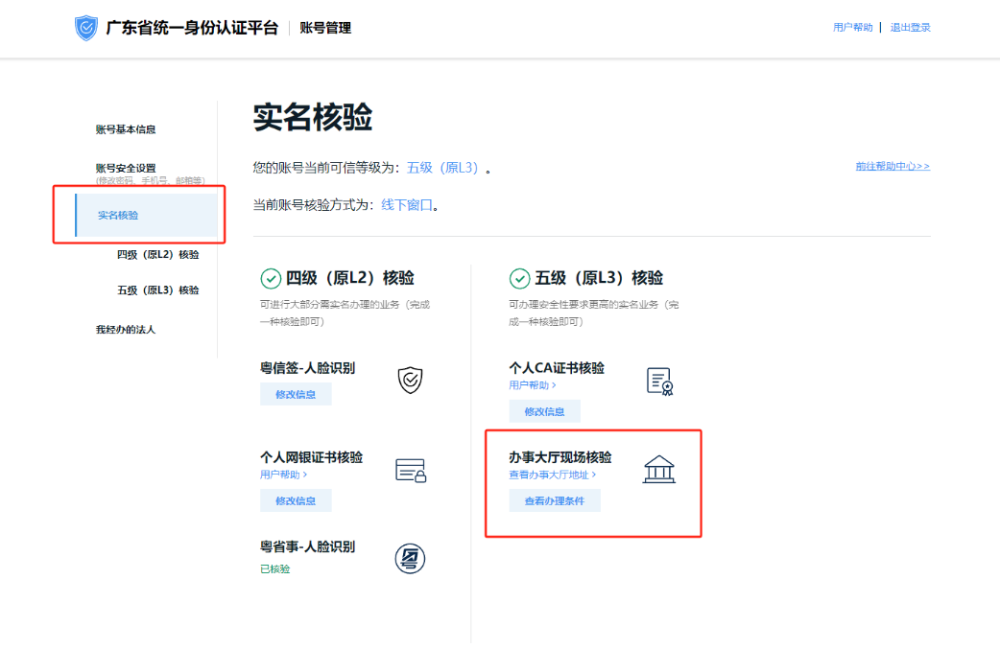 广东省统一身份认证平台 | 账号管理
用户帮助 | 退出登录
账号基本信息
账号安全设置
(修改密码、手机号、邮箱等)
实名核验
四级（原L2）核验
五级（原L3）核验
我经办的法人
实名核验
您的账号当前可信等级为：五级（原L3）。
前往帮助中心>>
当前账号核验方式为：线下窗口。
四级（原L2）核验
可进行大部分需实名办理的业务（完成
一种核验即可）
粤信签-人脸识别
修改信息
个人网银证书核验
用户帮助 >
修改信息
粤省事-人脸识别
已核验
五级（原L3）核验
可办理安全性要求更高的实名业务（完
成一种核验即可）
个人CA证书核验
用户帮助 >
修改信息
办事大厅现场核验
查看办事大厅地址 >
查看办理条件